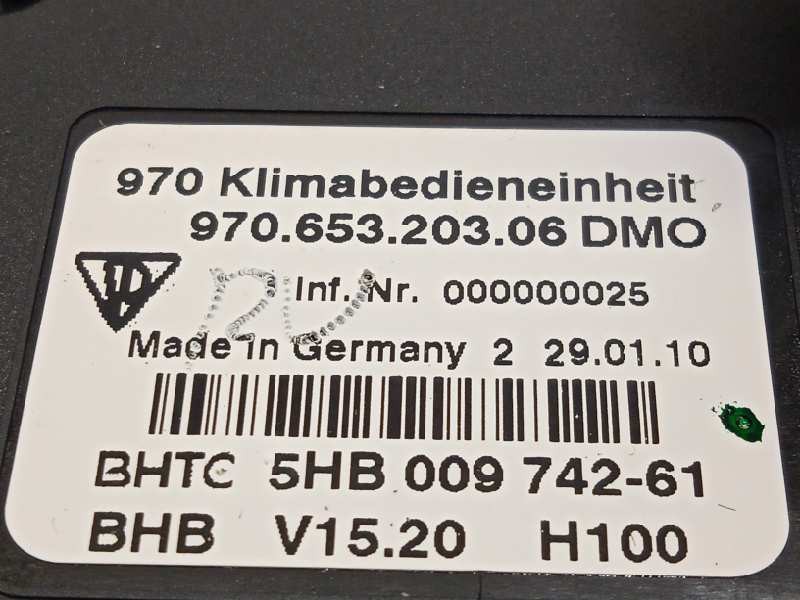 970 Klimabedieneinheit
970.653.203.06 DMO
Inf. Nr. 000000025
Made in Germany 2 29.01.10
BHTC 5HB 009 742-61
BHB V15.20 H100